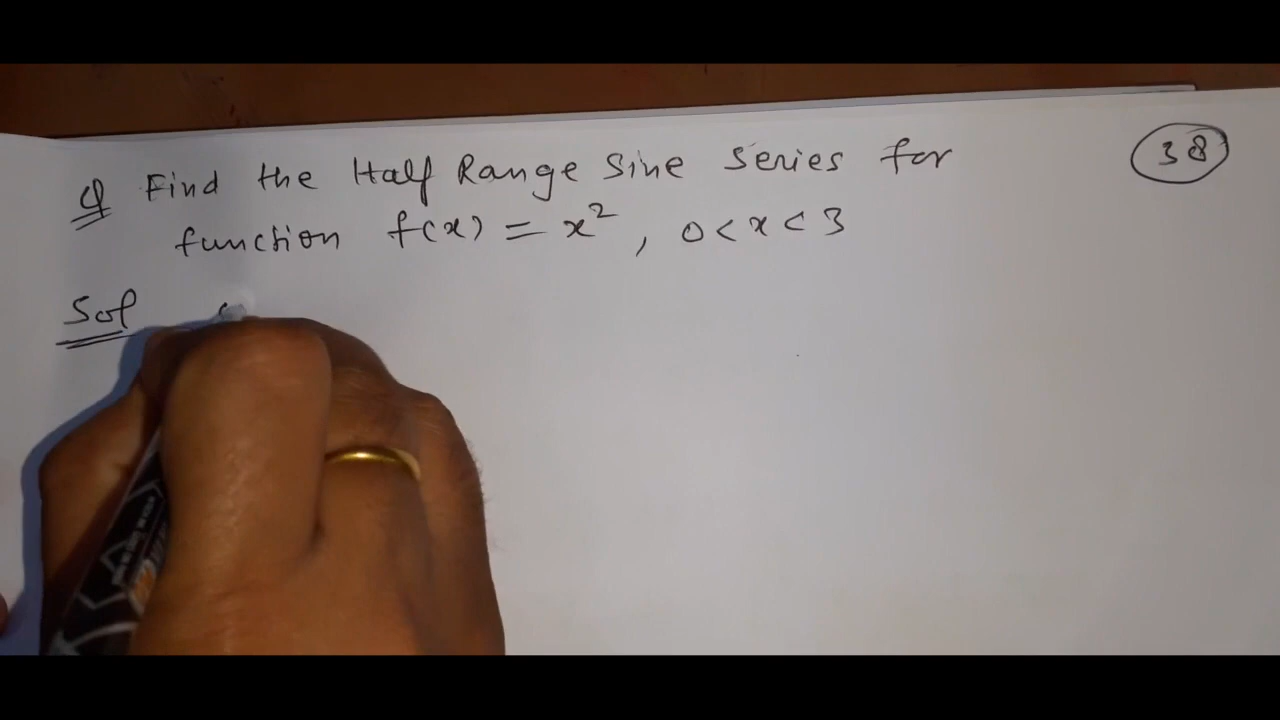 Q Find the Half Range Sine Series for
function f(x) = x², 0 < x < 3
38
Sol